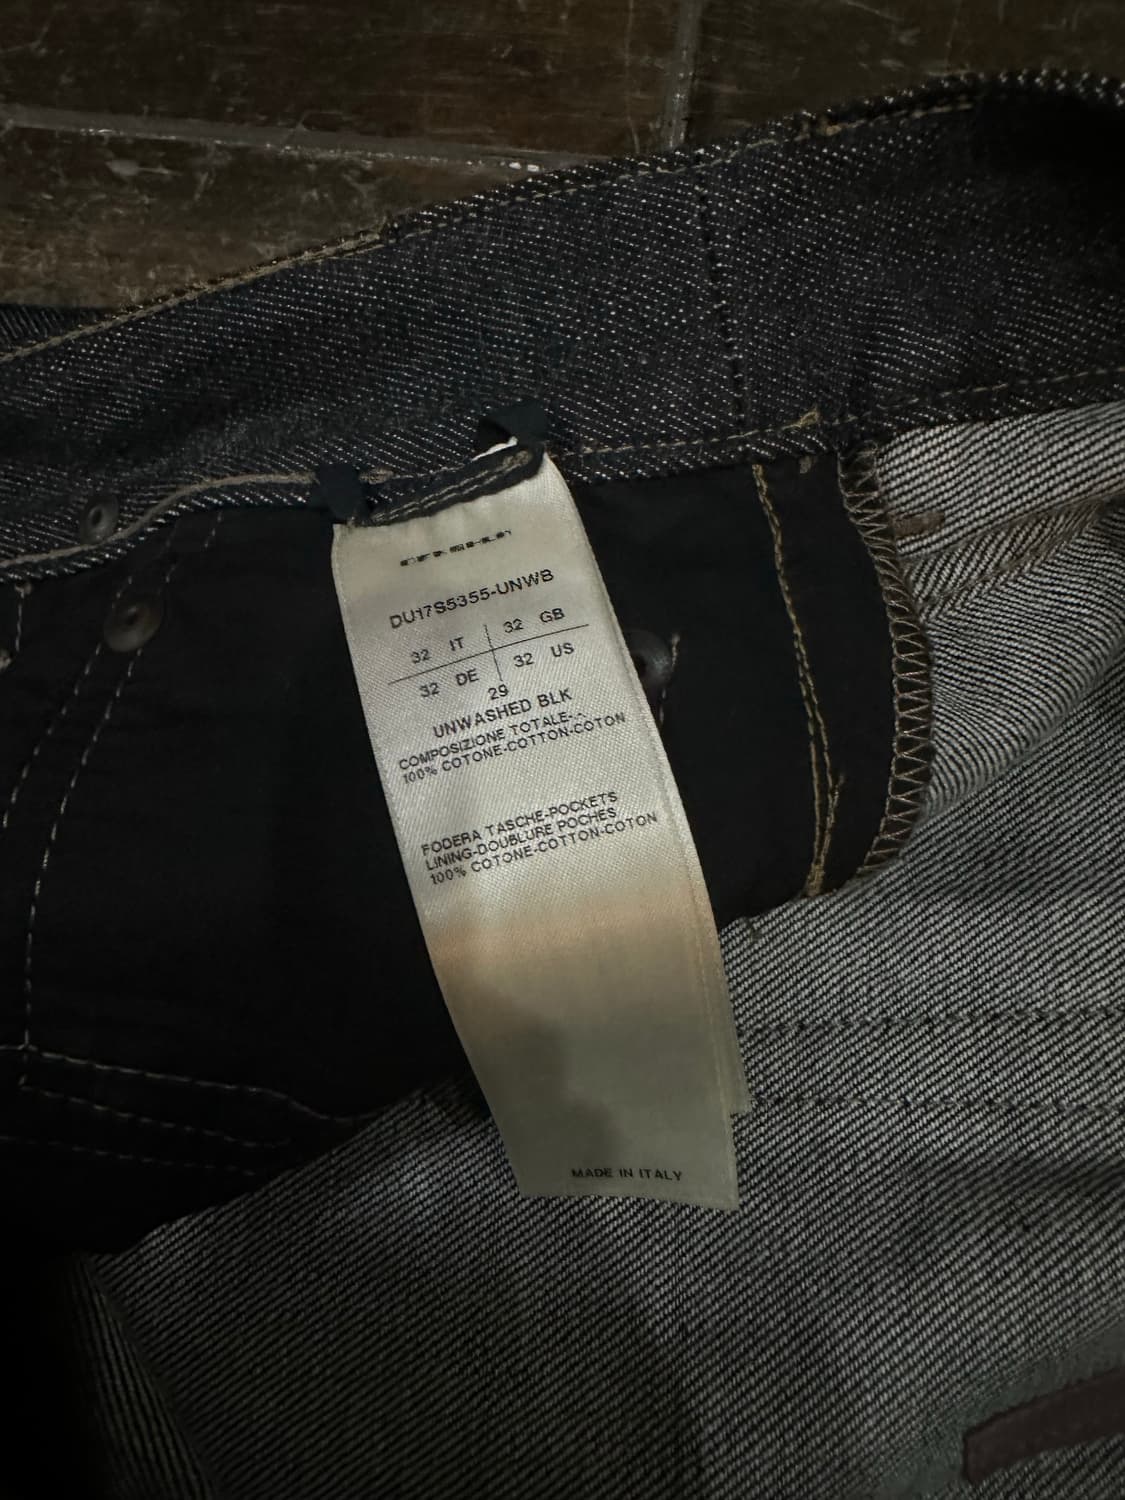 DU17S5355-UNWB
32 IT 32 GB
32 DE 32 US
29
UNWASHED BLK
COMPOSIZIONE TOTALE-.
100% COTONE-COTTON-COTON
FODERA TASCHE-POCKETS
LINING-DOUBLURE POCHES
100% COTONE-COTTON-COTON
MADE IN ITALY